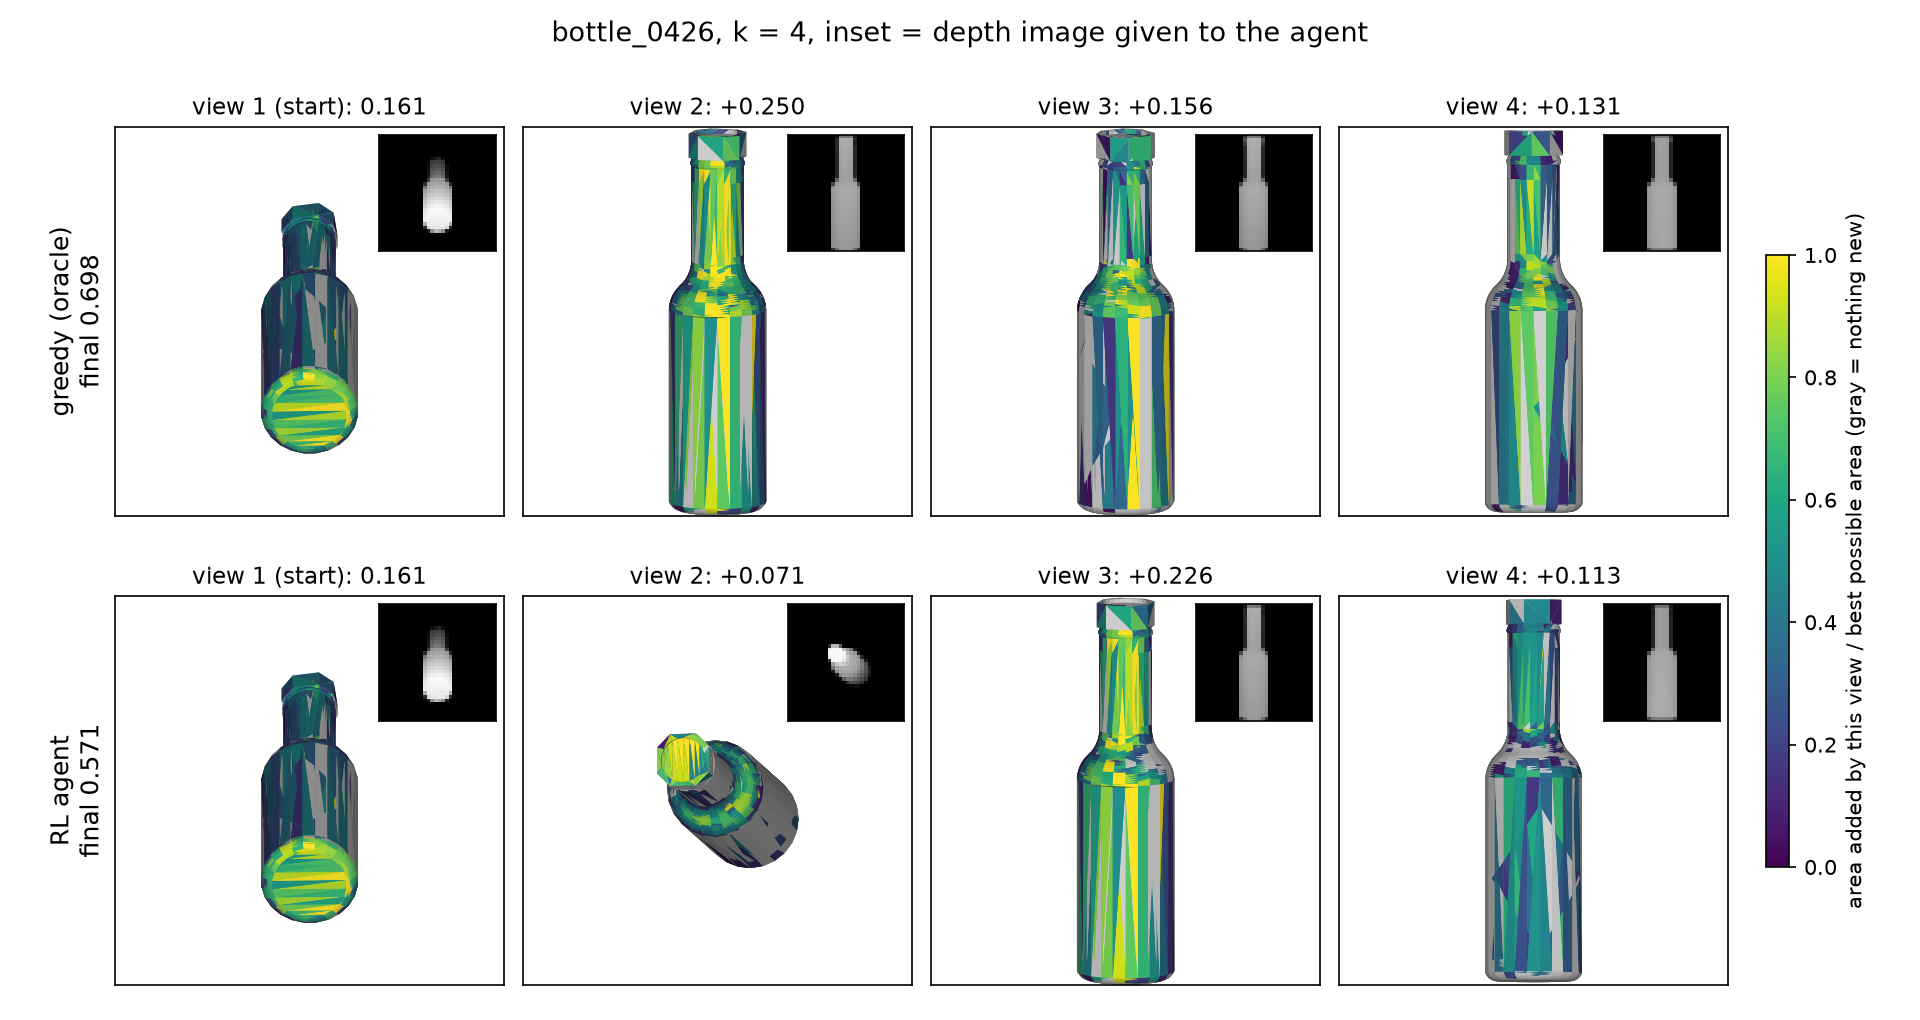 bottle_0426, k = 4, inset = depth image given to the agent
greedy (oracle)
final 0.698
view 1 (start): 0.161
view 2: +0.250
view 3: +0.156
view 4: +0.131
RL agent
final 0.571
view 1 (start): 0.161
view 2: +0.071
view 3: +0.226
view 4: +0.113
1.0
0.8
0.6
0.4
0.2
0.0
area added by this view / best possible area (gray = nothing new)